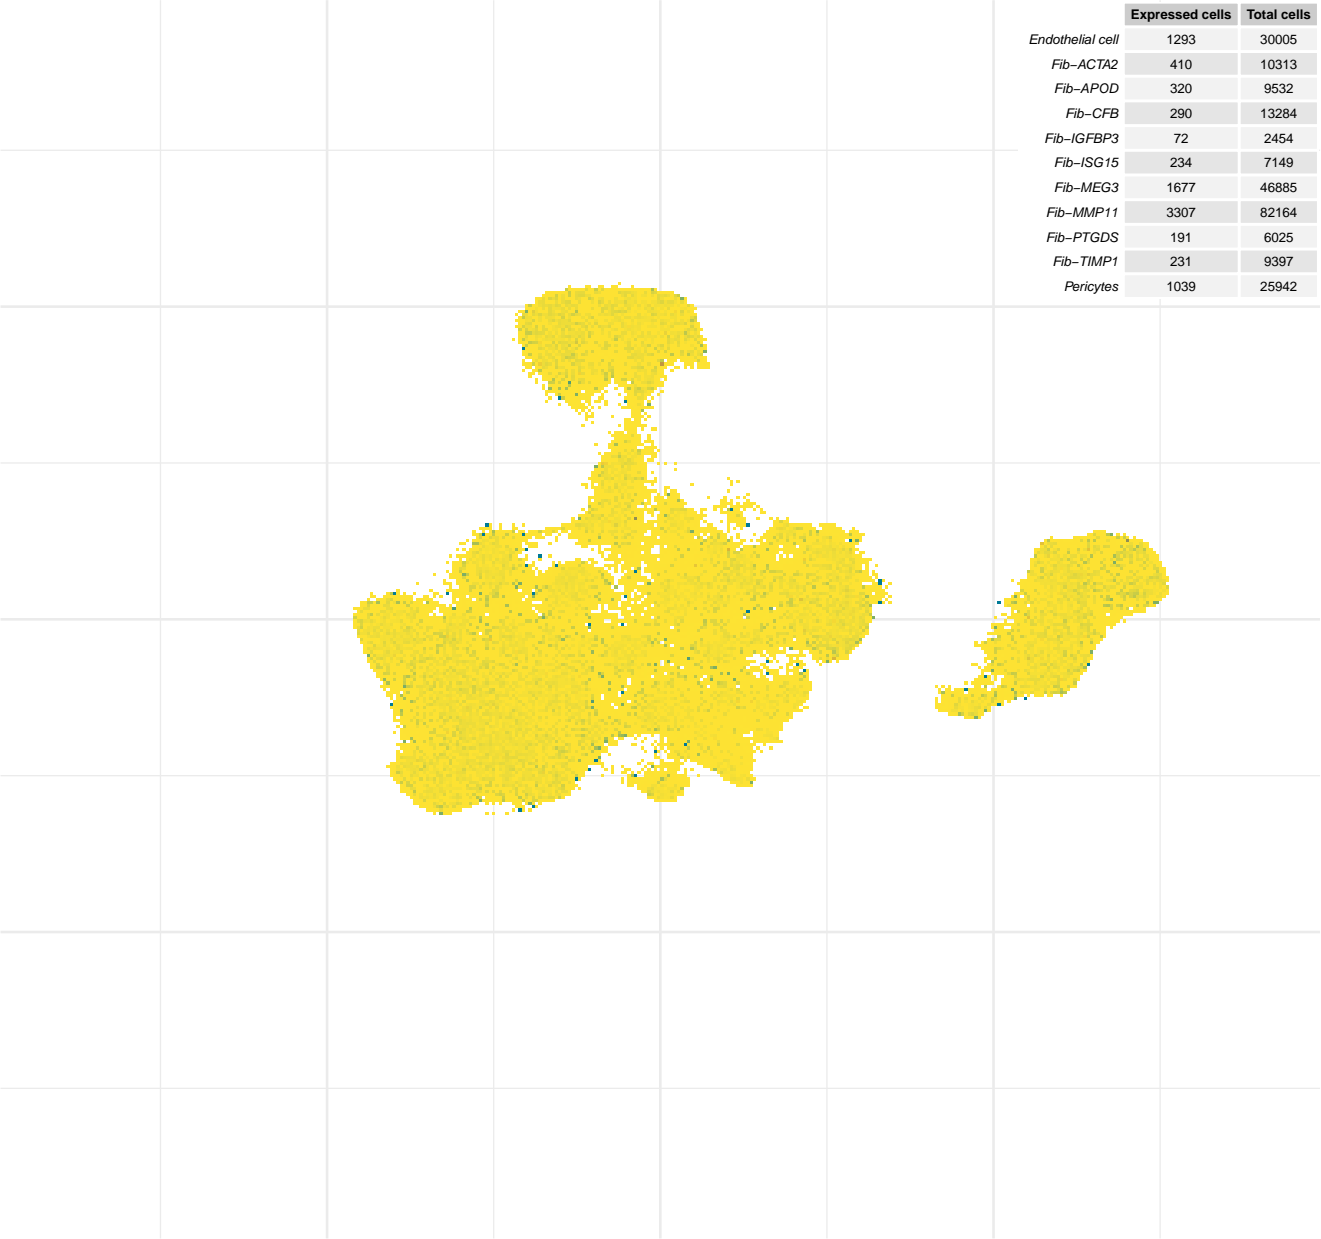 Expressed cells Total cells
Endothelial cell 1293 30005
Fib−ACTA2 410 10313
Fib−APOD 320 9532
Fib−CFB 290 13284
Fib−IGFBP3 72 2454
Fib−ISG15 234 7149
Fib−MEG3 1677 46885
Fib−MMP11 3307 82164
Fib−PTGDS 191 6025
Fib−TIMP1 231 9397
Pericytes 1039 25942